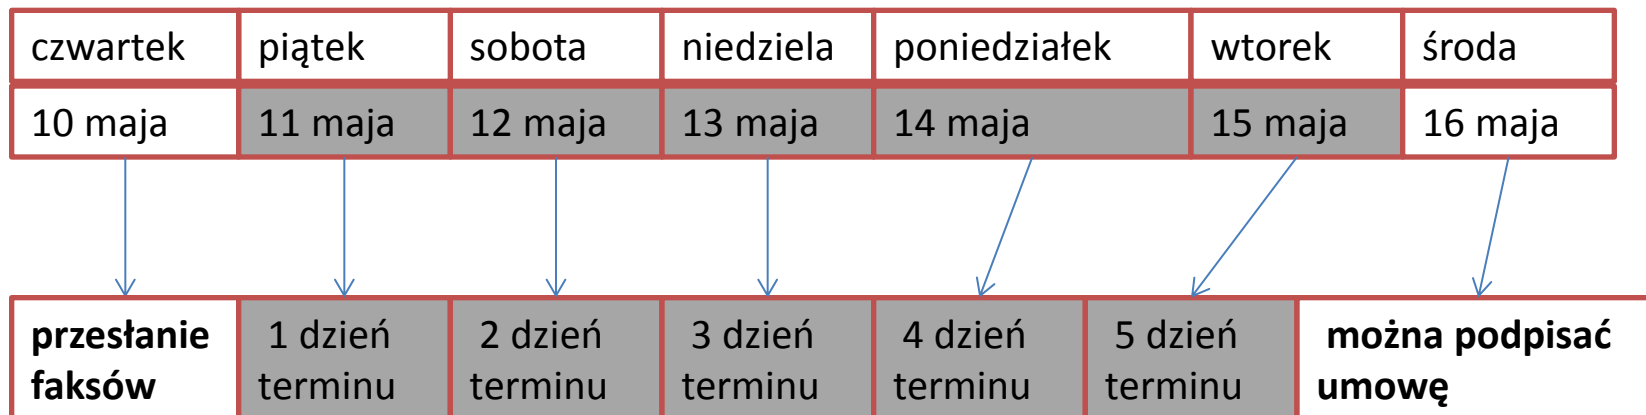 czwartek piątek sobota niedziela poniedziałek wtorek środa
10 maja 11 maja 12 maja 13 maja 14 maja 15 maja 16 maja
przesłanie 1 dzień 2 dzień 3 dzień 4 dzień 5 dzień można podpisać
faksów terminu terminu terminu terminu terminu umowę